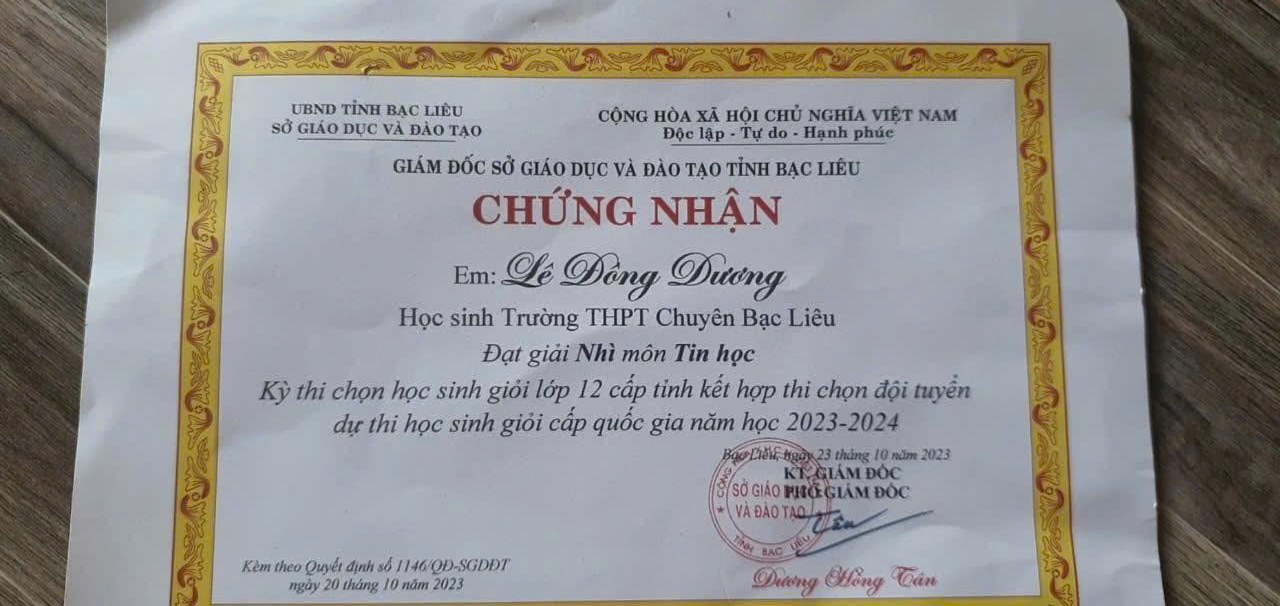 UBND TỈNH BẠC LIÊU
SỞ GIÁO DỤC VÀ ĐÀO TẠO
CỘNG HÒA XÃ HỘI CHỦ NGHĨA VIỆT NAM
Độc lập - Tự do - Hạnh phúc
GIÁM ĐỐC SỞ GIÁO DỤC VÀ ĐÀO TẠO TỈNH BẠC LIÊU
CHỨNG NHẬN
Em: Lê Đông Dương
Học sinh Trường THPT Chuyên Bạc Liêu
Đạt giải Nhì môn Tin học
Kỳ thi chọn học sinh giỏi lớp 12 cấp tỉnh kết hợp thi chọn đội tuyển
dự thi học sinh giỏi cấp quốc gia năm học 2023-2024
Bạc Liêu, ngày 23 tháng 10 năm 2023
KT. GIÁM ĐỐC
PHÓ GIÁM ĐỐC
SỞ GIÁO DỤC
VÀ ĐÀO TẠO
TỈNH BẠC LIÊU
Dương Hồng Tân
Kèm theo Quyết định số 1146/QĐ-SGDĐT
ngày 20 tháng 10 năm 2023